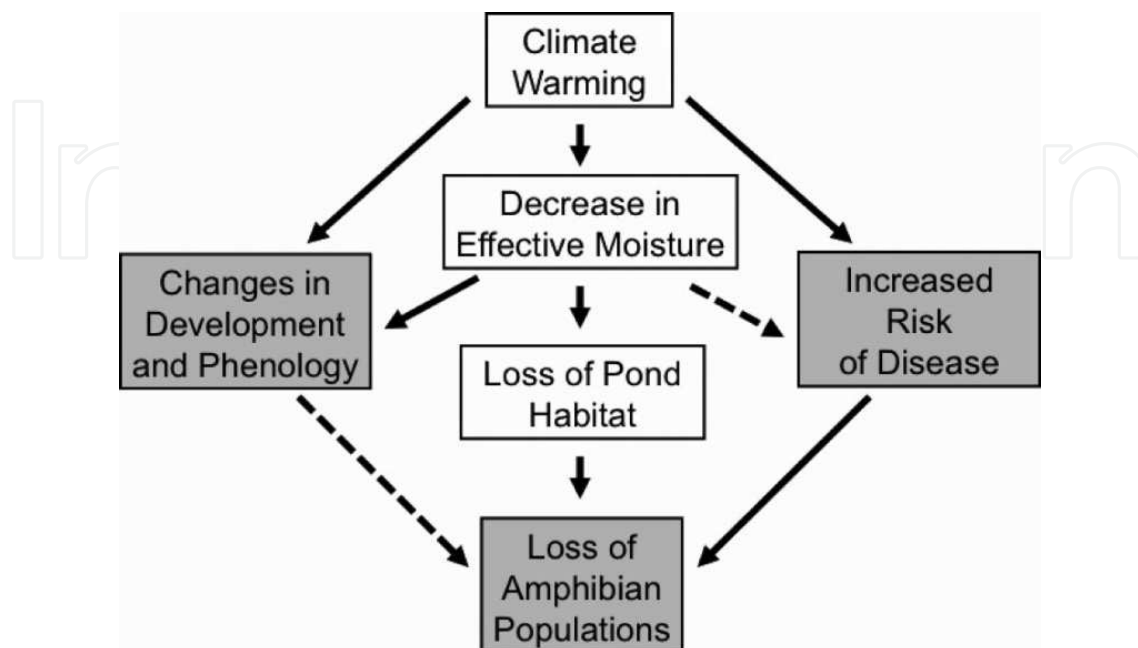 Climate
Warming
Decrease in
Effective Moisture
Changes in
Development
and Phenology
Increased
Risk
of Disease
Loss of Pond
Habitat
Loss of
Amphibian
Populations